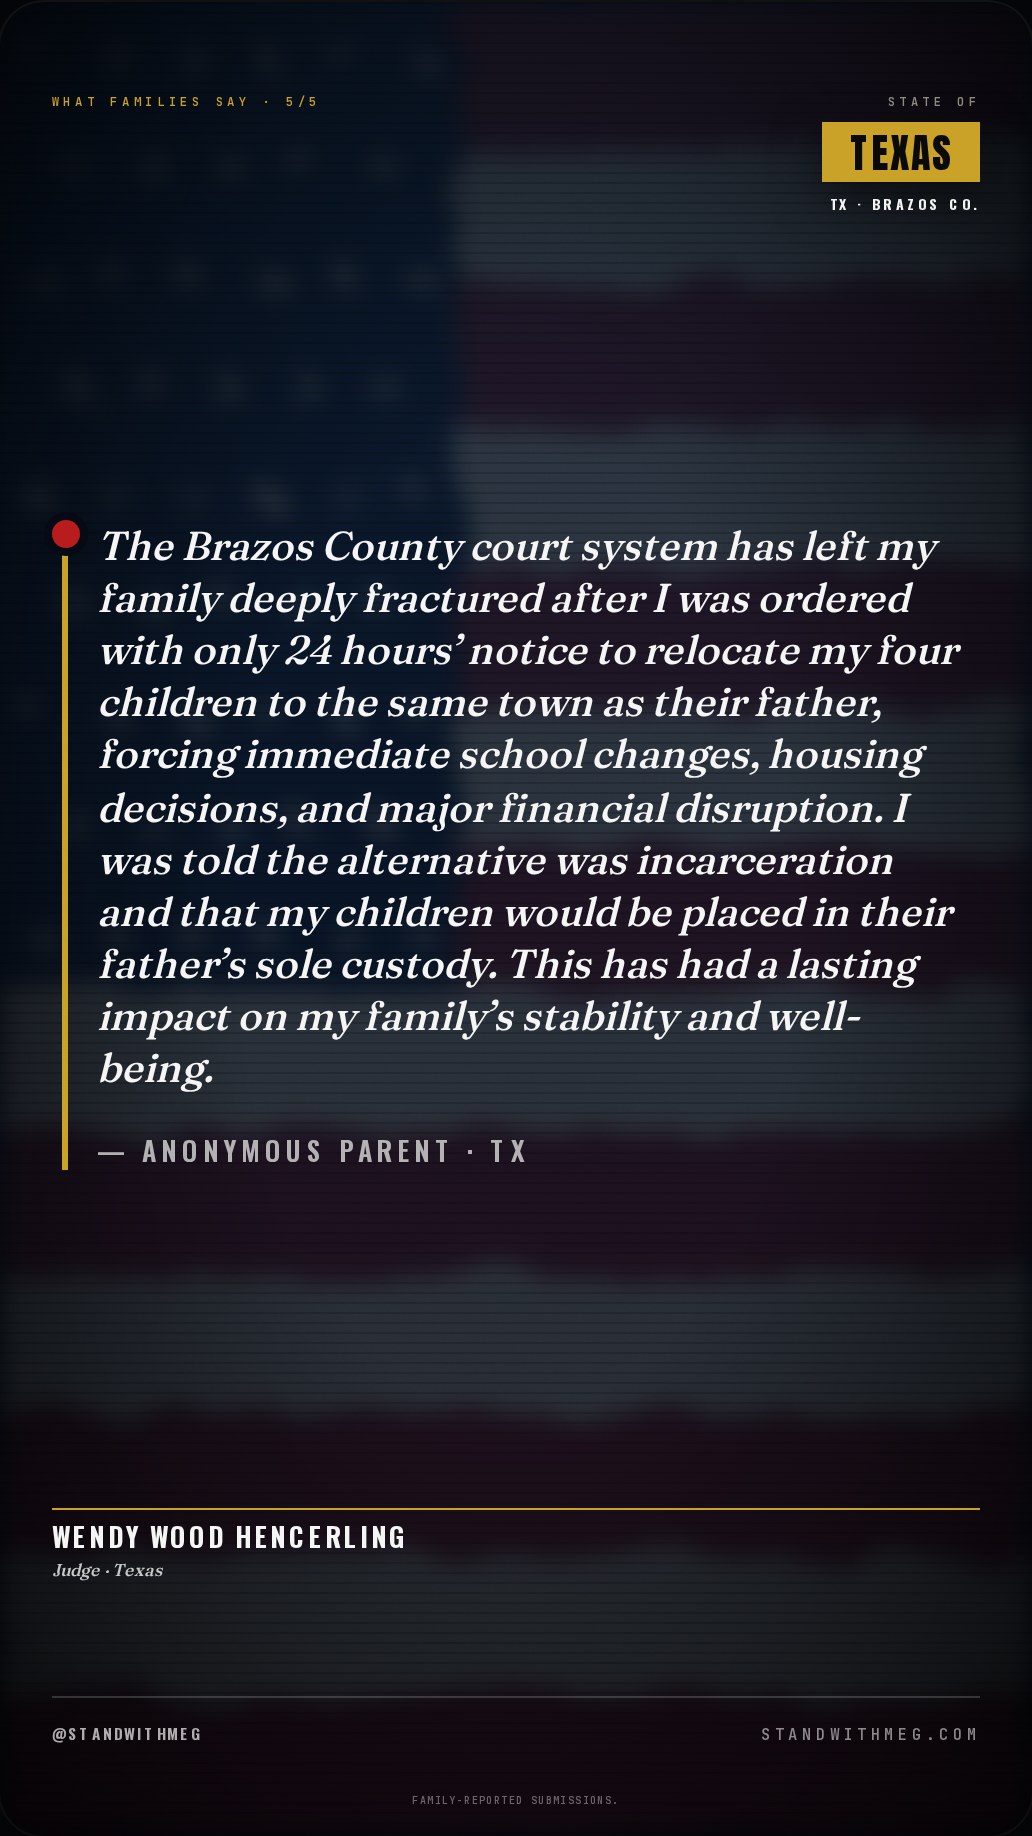 WHAT FAMILIES SAY · 5/5
STATE OF
TEXAS
TX · BRAZOS CO.
The Brazos County court system has left my
family deeply fractured after I was ordered
with only 24 hours’ notice to relocate my four
children to the same town as their father,
forcing immediate school changes, housing
decisions, and major financial disruption. I
was told the alternative was incarceration
and that my children would be placed in their
father’s sole custody. This has had a lasting
impact on my family’s stability and well-
being.
— ANONYMOUS PARENT · TX
WENDY WOOD HENCERLING
Judge · Texas
@STANDWITHMEG
STANDWITHMEG.COM
FAMILY-REPORTED SUBMISSIONS.